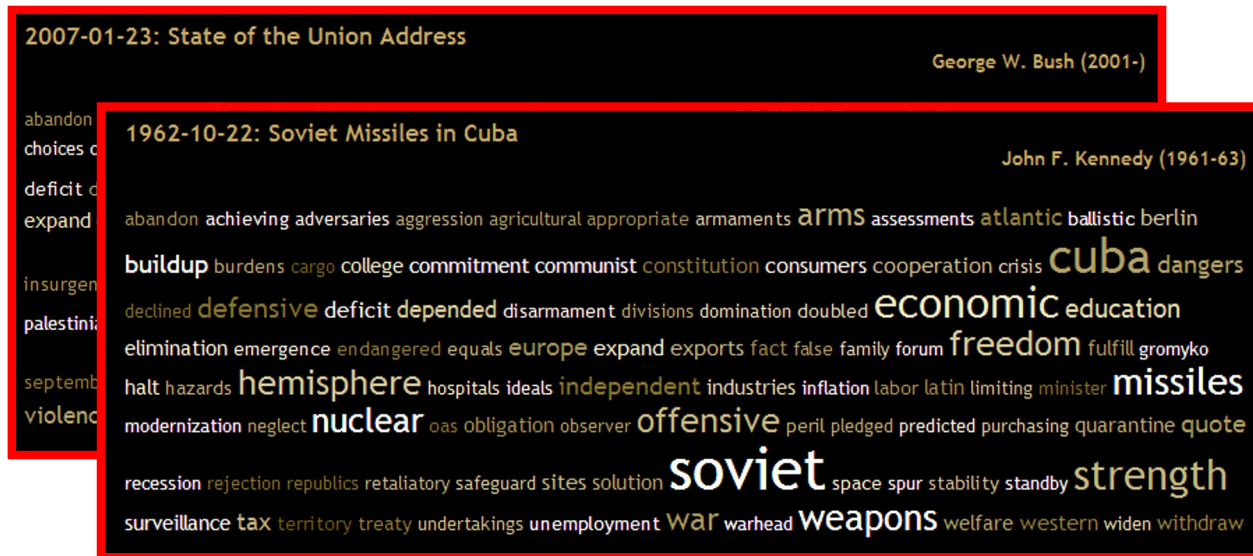 2007-01-23: State of the Union Address
George W. Bush (2001-)
abandon
choices
deficit
expand
palestinia
violenc
1962-10-22: Soviet Missiles in Cuba
John F. Kennedy (1961-63)
abandon achieving adversaries aggression agricultural appropriate armaments arms assessments atlantic ballistic berlin
buildup burdens cargo college commitment communist constitution consumers cooperation crisis cuba dangers
declined defensive deficit depended disarmament divisions domination doubled economic education
elimination emergence endangered equals europe expand exports fact false family forum freedom fulfill gromyko
halt hazards hemisphere hospitals ideals independent industries inflation labor latin limiting minister missiles
modernization neglect nuclear oas obligation observer offensive peril pledged predicted purchasing quarantine quote
recession rejection republics retaliatory safeguard sites solution soviet space spur stability standby strength
surveillance tax territory treaty undertakings unemployment war warhead weapons welfare western widen withdraw